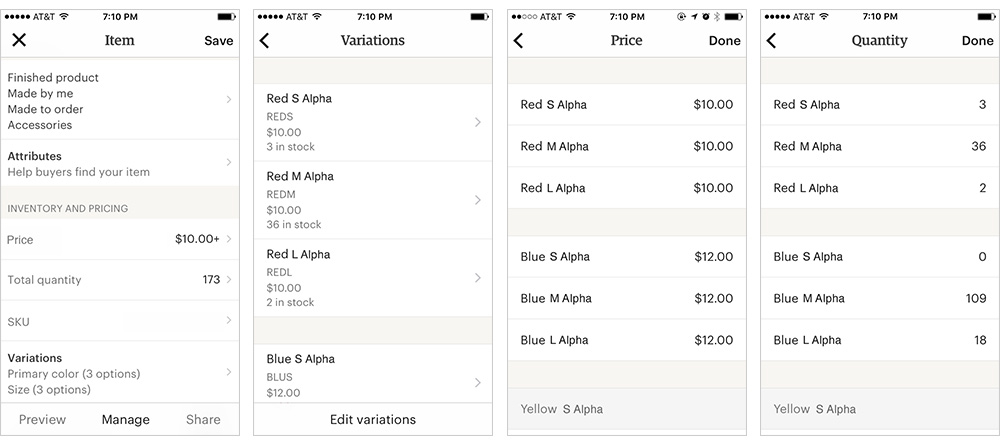 AT&T 7:10 PM
Item Save
Finished product
Made by me
Made to order
Accessories
Attributes
Help buyers find your item
INVENTORY AND PRICING
Price $10.00+
Total quantity 173
SKU
Variations
Primary color (3 options)
Size (3 options)
Preview Manage Share
AT&T 7:10 PM
Variations
Red S Alpha
REDS
$10.00
3 in stock
Red M Alpha
REDM
$10.00
36 in stock
Red L Alpha
REDL
$10.00
2 in stock
Blue S Alpha
BLUS
$12.00
Edit variations
AT&T 7:10 PM
Price Done
Red S Alpha $10.00
Red M Alpha $10.00
Red L Alpha $10.00
Blue S Alpha $12.00
Blue M Alpha $12.00
Blue L Alpha $12.00
Yellow S Alpha
AT&T 7:10 PM
Quantity Done
Red S Alpha 3
Red M Alpha 36
Red L Alpha 2
Blue S Alpha 0
Blue M Alpha 109
Blue L Alpha 18
Yellow S Alpha